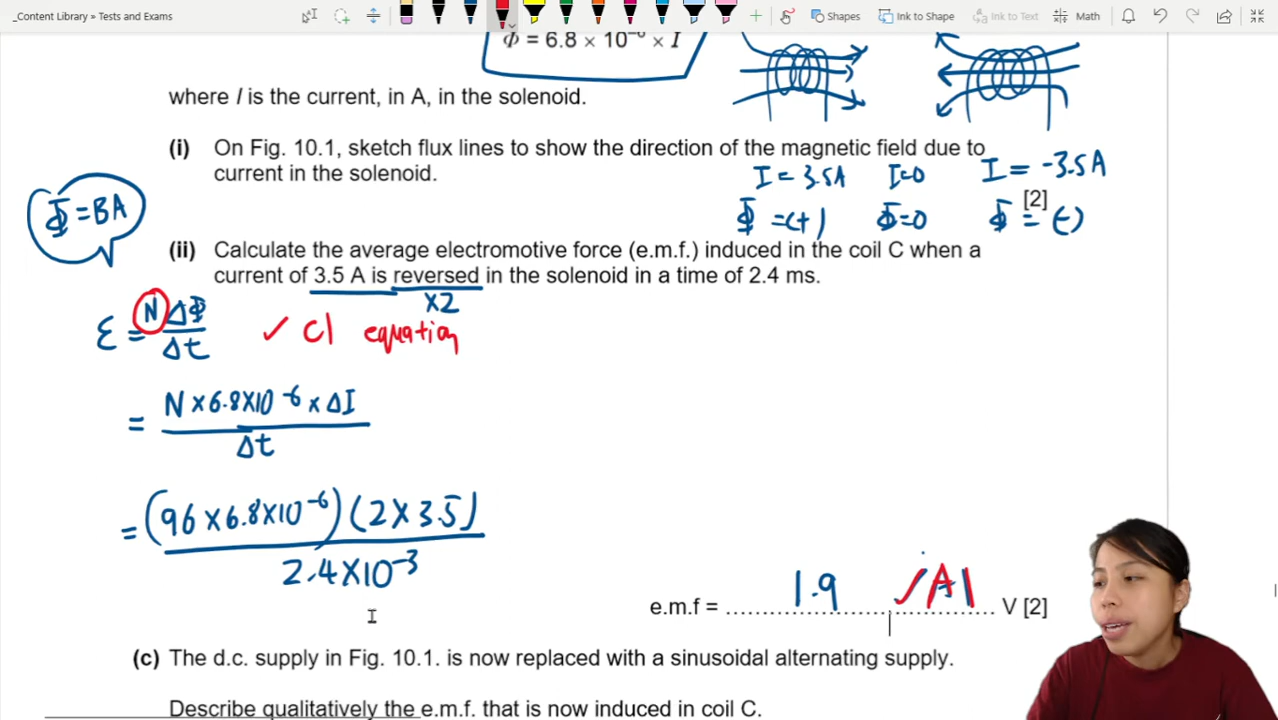 _Content Library » Tests and Exams
Shapes
Ink to Shape
Ink to Text
Math
Φ = 6.8 × 10⁻⁶ × I
where I is the current, in A, in the solenoid.
(i) On Fig. 10.1, sketch flux lines to show the direction of the magnetic field due to
current in the solenoid.
I = 3.5A I=0 I = -3.5A
[2]
Φ =(+) Φ=0 Φ = (-)
Φ=BA
(ii) Calculate the average electromotive force (e.m.f.) induced in the coil C when a
current of 3.5 A is reversed in the solenoid in a time of 2.4 ms.
×2
ε = NΔΦ/Δt ✓ C1 equation
= N×6.8×10⁻⁶×ΔI/Δt
= (96×6.8×10⁻⁶)(2×3.5)/2.4×10⁻³
e.m.f = 1.9 ✓A1 V [2]
(c) The d.c. supply in Fig. 10.1. is now replaced with a sinusoidal alternating supply.
Describe qualitatively the e.m.f. that is now induced in coil C.